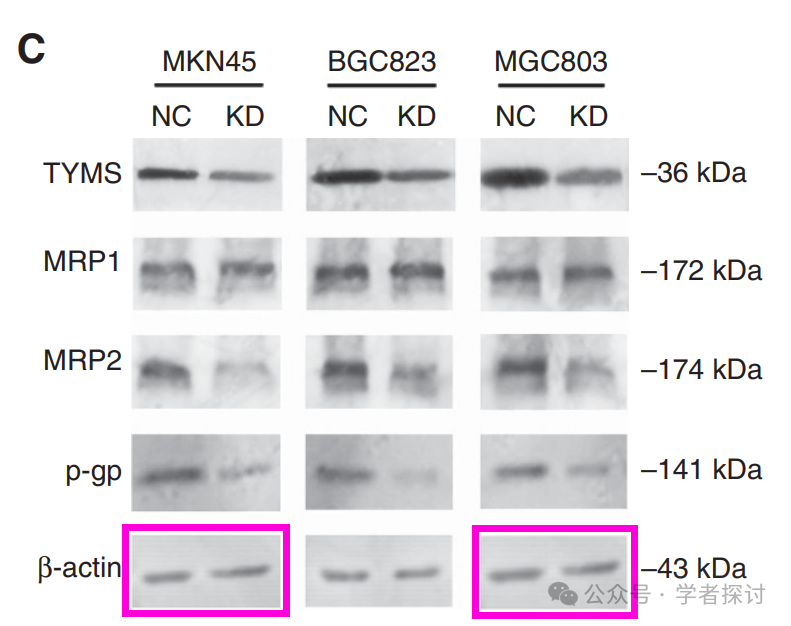 C
MKN45 BGC823 MGC803
NC KD NC KD NC KD
TYMS –36 kDa
MRP1 –172 kDa
MRP2 –174 kDa
p-gp –141 kDa
β-actin –43 kDa
公众号 · 学者探讨